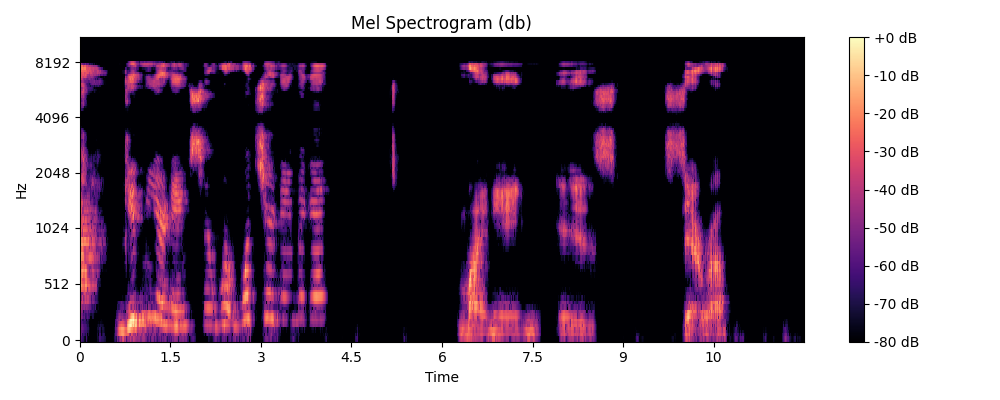 Mel Spectrogram (db)
8192
4096
2048
1024
512
0
Hz
0 1.5 3 4.5 6 7.5 9 10
Time
+0 dB
-10 dB
-20 dB
-30 dB
-40 dB
-50 dB
-60 dB
-70 dB
-80 dB